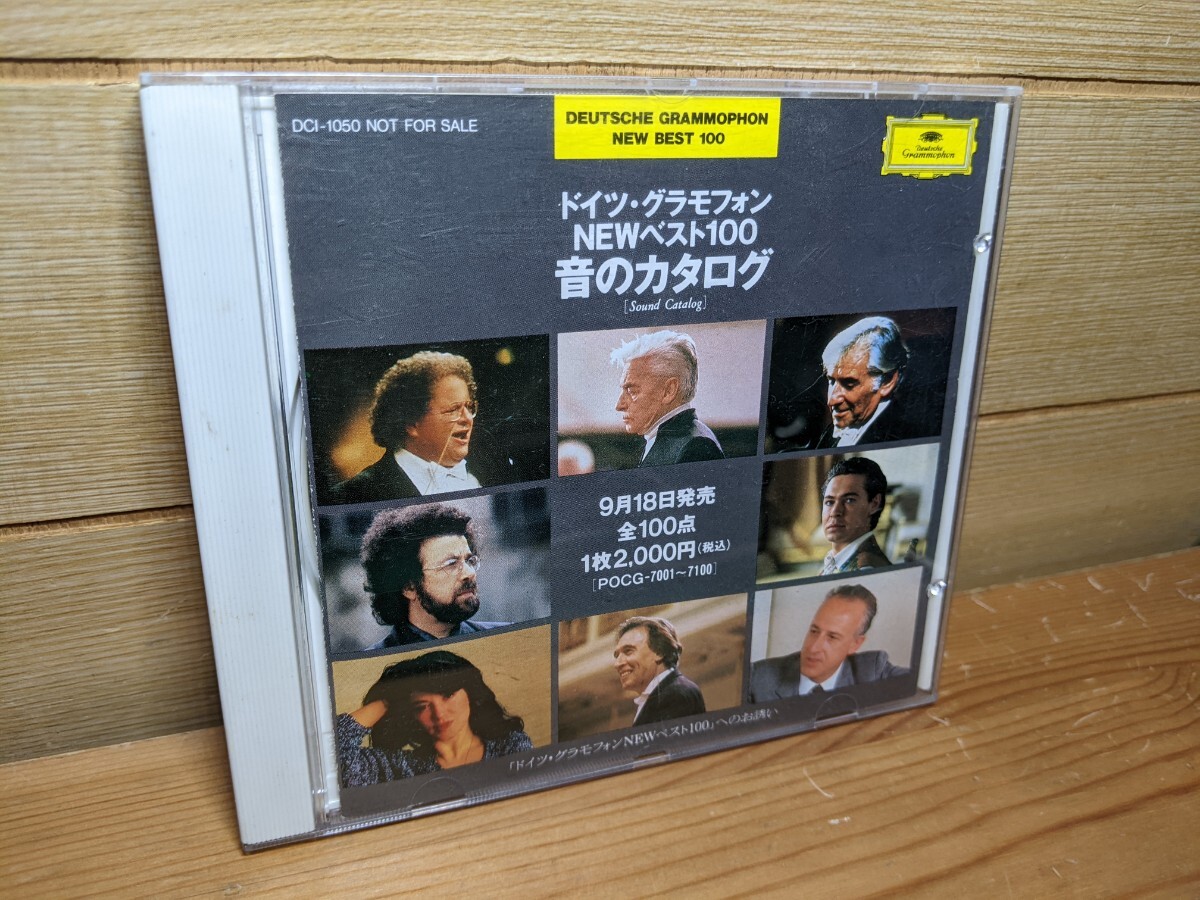 DCI-1050 NOT FOR SALE
DEUTSCHE GRAMMOPHON
NEW BEST 100
Deutsche
Grammophon
ドイツ・グラモフォン
NEWベスト100
音のカタログ
[Sound Catalog]
9月18日発売
全100点
1枚2,000円(税込)
[POCG-7001〜7100]
「ドイツ・グラモフォンNEWベスト100」へのお誘い